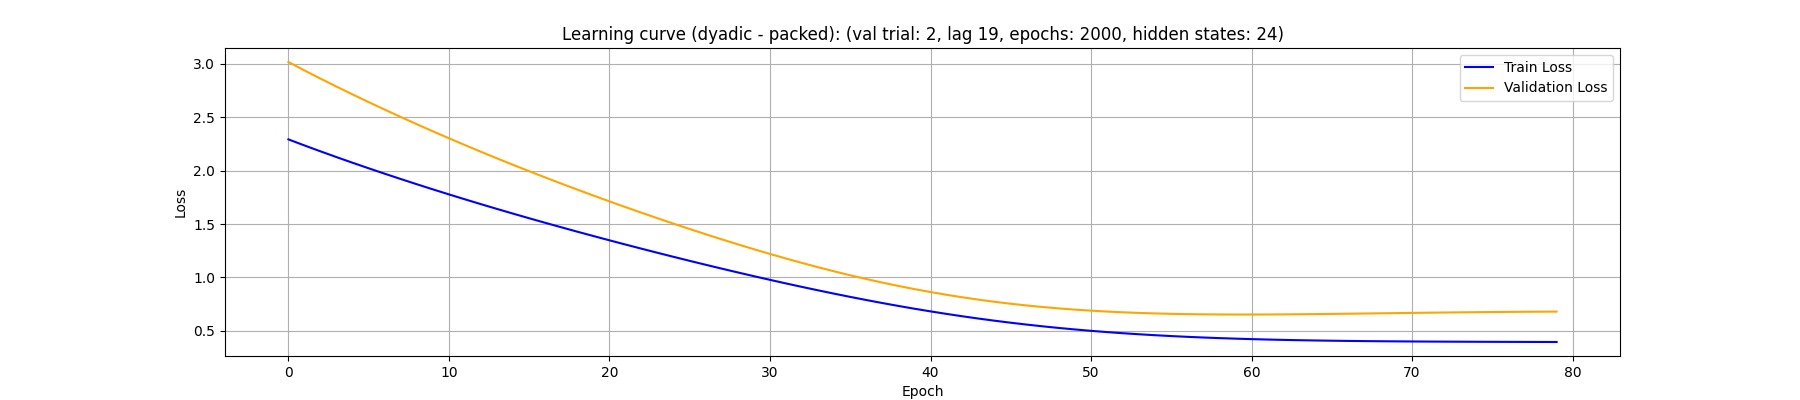 Learning curve (dyadic - packed): (val trial: 2, lag 19, epochs: 2000, hidden states: 24)
3.0
2.5
2.0
1.5
1.0
0.5
Loss
Train Loss
Validation Loss
0 10 20 30 40 50 60 70 80
Epoch